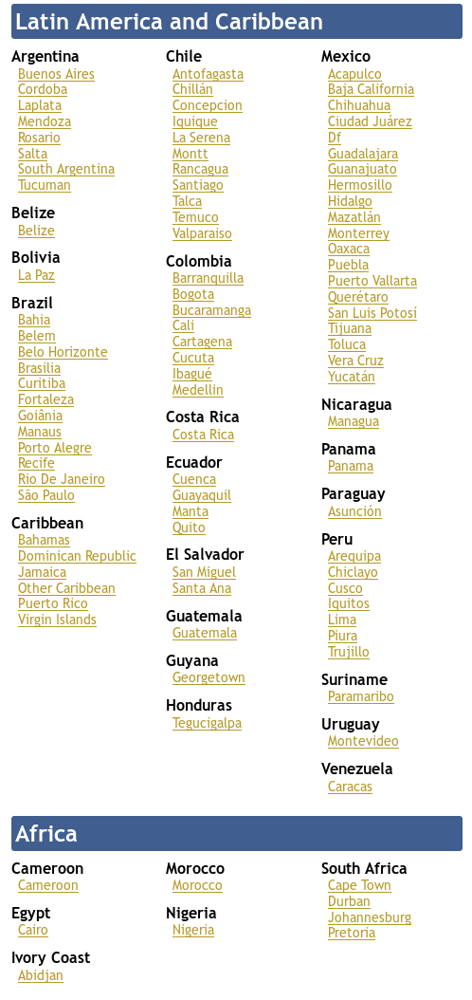 Latin America and Caribbean
Argentina
Buenos Aires
Cordoba
Laplata
Mendoza
Rosario
Salta
South Argentina
Tucuman
Belize
Belize
Bolivia
La Paz
Brazil
Bahia
Belem
Belo Horizonte
Brasilia
Curitiba
Fortaleza
Goiânia
Manaus
Porto Alegre
Recife
Rio De Janeiro
São Paulo
Caribbean
Bahamas
Dominican Republic
Jamaica
Other Caribbean
Puerto Rico
Virgin Islands
Chile
Antofagasta
Chillán
Concepcion
Iquique
La Serena
Montt
Rancagua
Santiago
Talca
Temuco
Valparaiso
Colombia
Barranquilla
Bogota
Bucaramanga
Cali
Cartagena
Cucuta
Ibagué
Medellin
Costa Rica
Costa Rica
Ecuador
Cuenca
Guayaquil
Manta
Quito
El Salvador
San Miguel
Santa Ana
Guatemala
Guatemala
Guyana
Georgetown
Honduras
Tegucigalpa
Mexico
Acapulco
Baja California
Chihuahua
Ciudad Juárez
Df
Guadalajara
Guanajuato
Hermosillo
Hidalgo
Mazatlán
Monterrey
Oaxaca
Puebla
Puerto Vallarta
Querétaro
San Luis Potosí
Tijuana
Toluca
Vera Cruz
Yucatán
Nicaragua
Managua
Panama
Panama
Paraguay
Asunción
Peru
Arequipa
Chiclayo
Cusco
Iquitos
Lima
Piura
Trujillo
Suriname
Paramaribo
Uruguay
Montevideo
Venezuela
Caracas
Africa
Cameroon
Cameroon
Egypt
Cairo
Ivory Coast
Abidjan
Morocco
Morocco
Nigeria
Nigeria
South Africa
Cape Town
Durban
Johannesburg
Pretoria